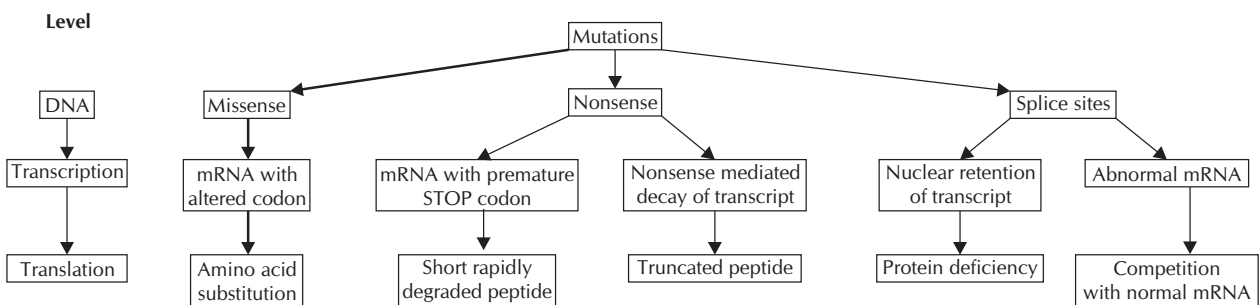 Level
Mutations
DNA
Missense
Nonsense
Splice sites
Transcription
mRNA with
altered codon
mRNA with premature
STOP codon
Nonsense mediated
decay of transcript
Nuclear retention
of transcript
Abnormal mRNA
Translation
Amino acid
substitution
Short rapidly
degraded peptide
Truncated peptide
Protein deficiency
Competition
with normal mRNA